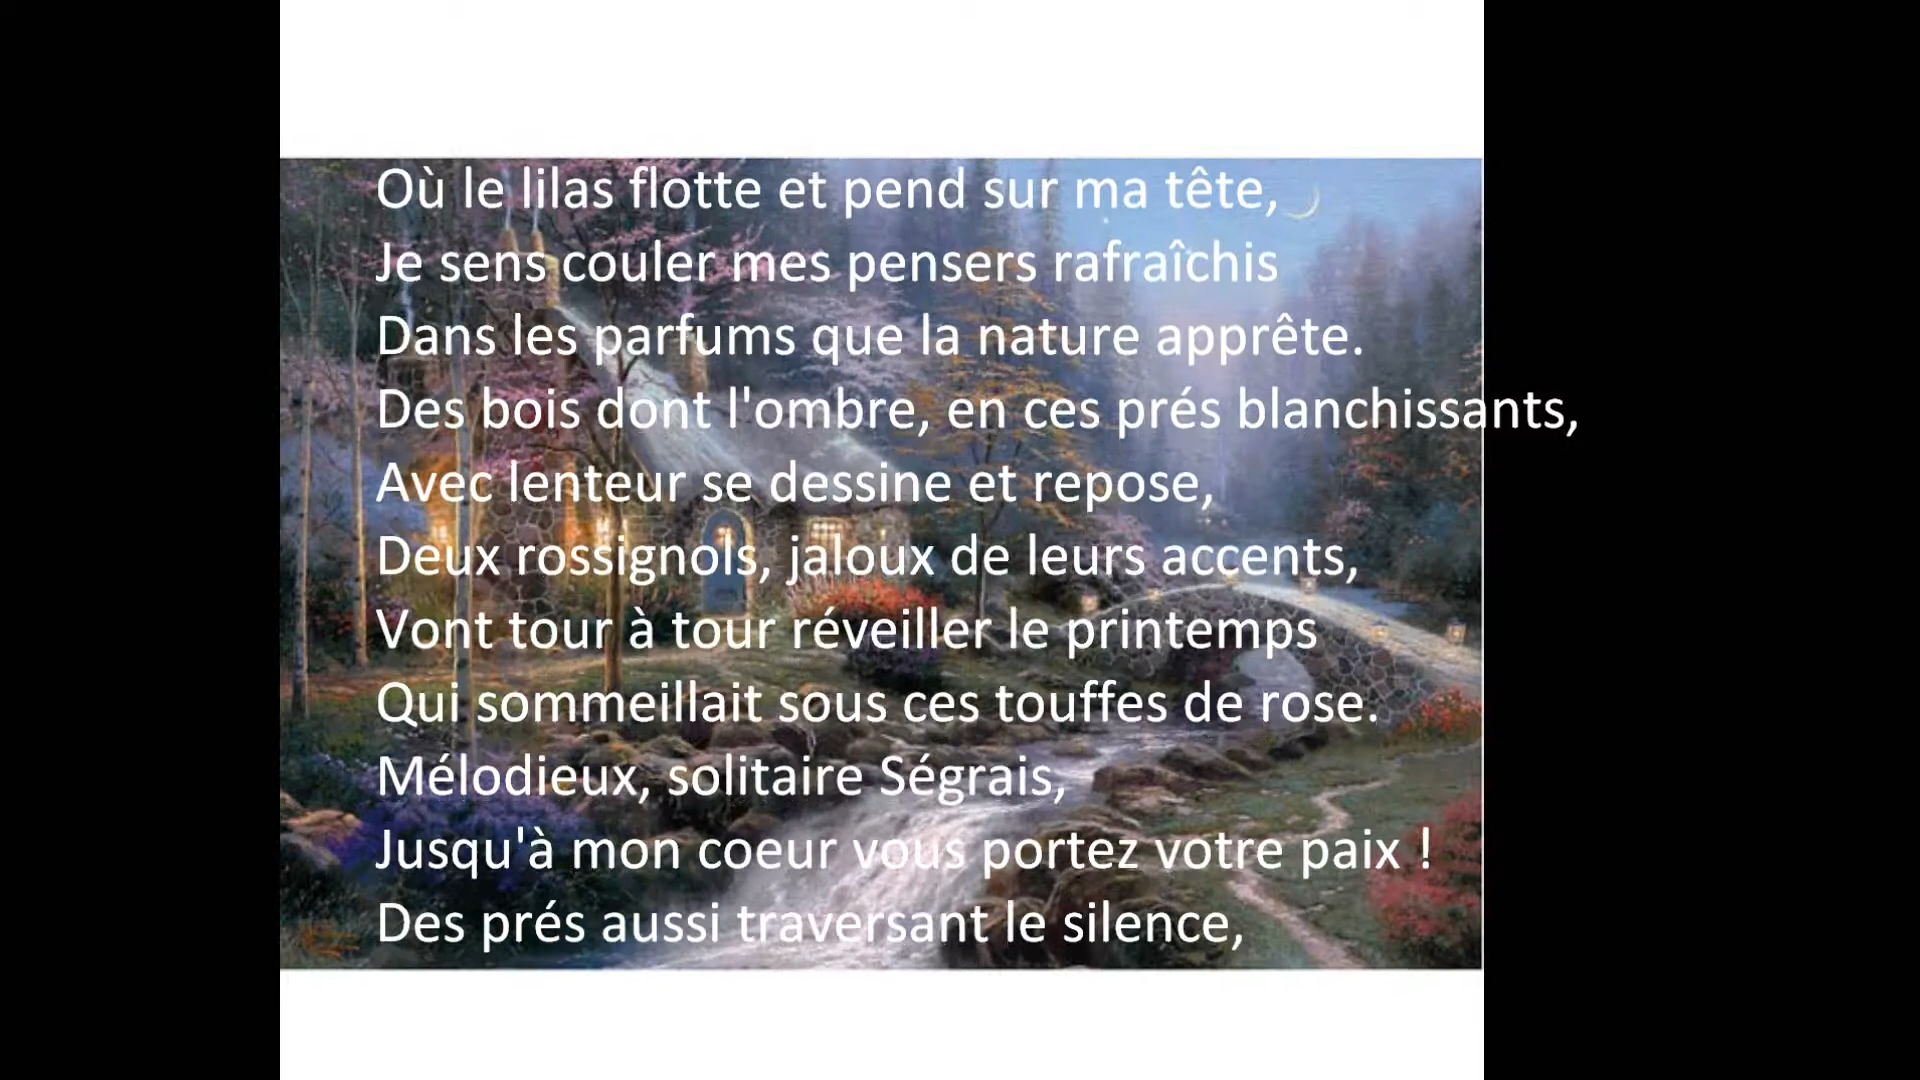 Où le lilas flotte et pend sur ma tête,
Je sens couler mes pensers rafraîchis
Dans les parfums que la nature apprête.
Des bois dont l'ombre, en ces prés blanchissants,
Avec lenteur se dessine et repose,
Deux rossignols, jaloux de leurs accents,
Vont tour à tour réveiller le printemps
Qui sommeillait sous ces touffes de rose.
Mélodieux, solitaire Ségrais,
Jusqu'à mon coeur vous portez votre paix !
Des prés aussi traversant le silence,